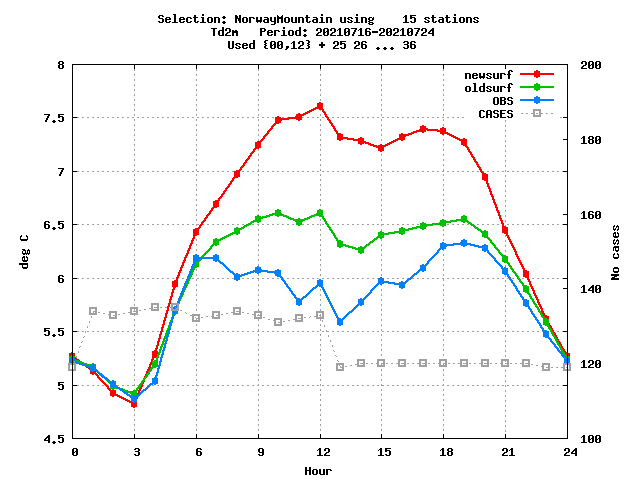 Selection: NorwayMountain using    15 stations
Td2m   Period: 20210716-20210724
Used {00,12} + 25 26 ... 36
deg C
No cases
newsurf
oldsurf
OBS
CASES
8
7.5
7
6.5
6
5.5
5
4.5
200
180
160
140
120
100
0 3 6 9 12 15 18 21 24
Hour